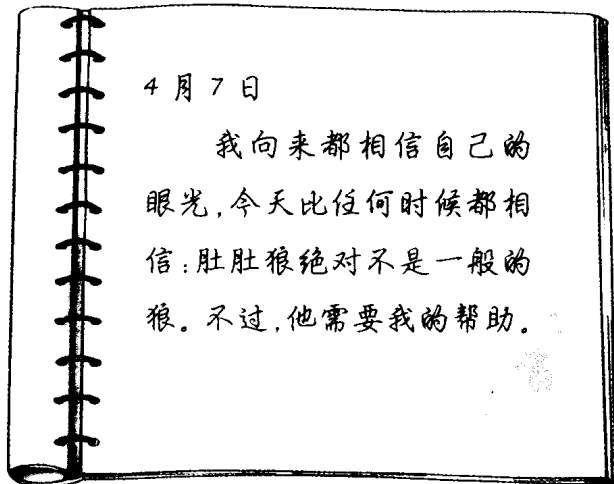 4月7日
我向来都相信自己的
眼光,今天比任何时候都相
信:肚肚狼绝对不是一般的
狼。不过,他需要我的帮助。